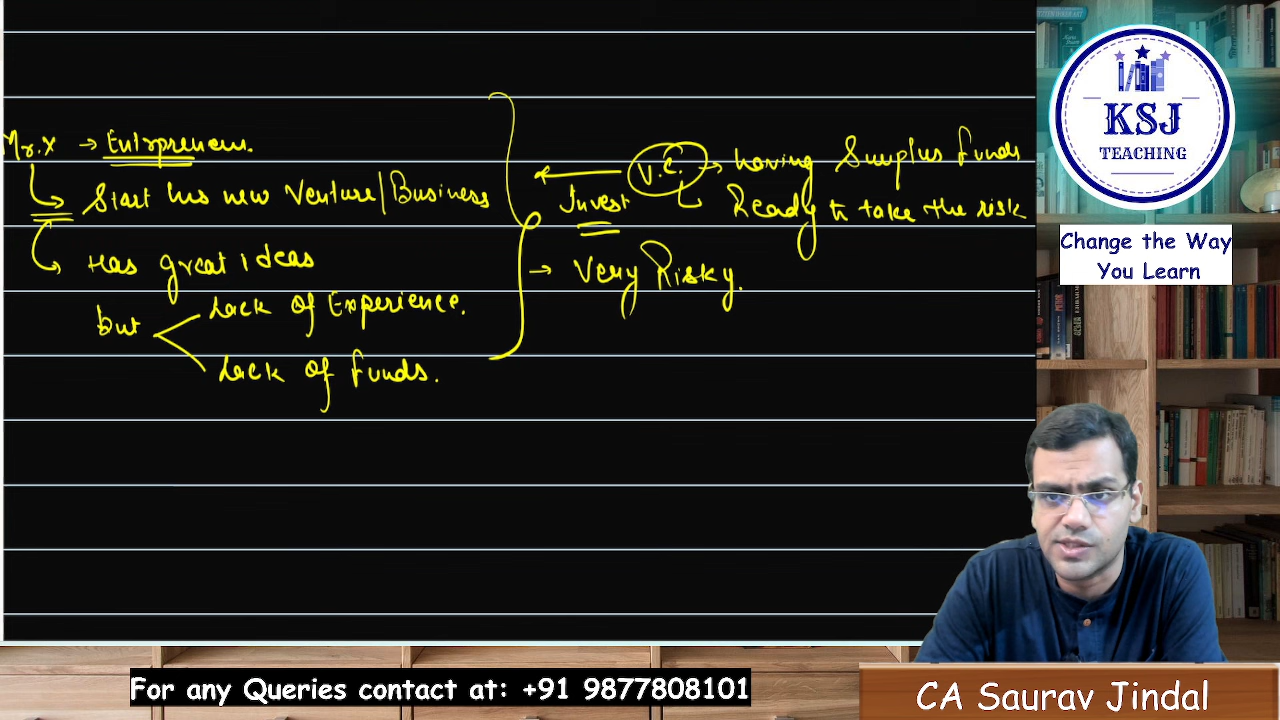 Mr. X → Entrepreneur.
Start his new Venture/Business
Has great ideas
but
Lack of Experience.
Lack of funds.
V.C. → having Surplus funds
Ready to take the risk
Invest
→ Very Risky.
KSJ
TEACHING
Change the Way
You Learn
For any Queries contact at: +91 9877808101
CA Saurav Jindal